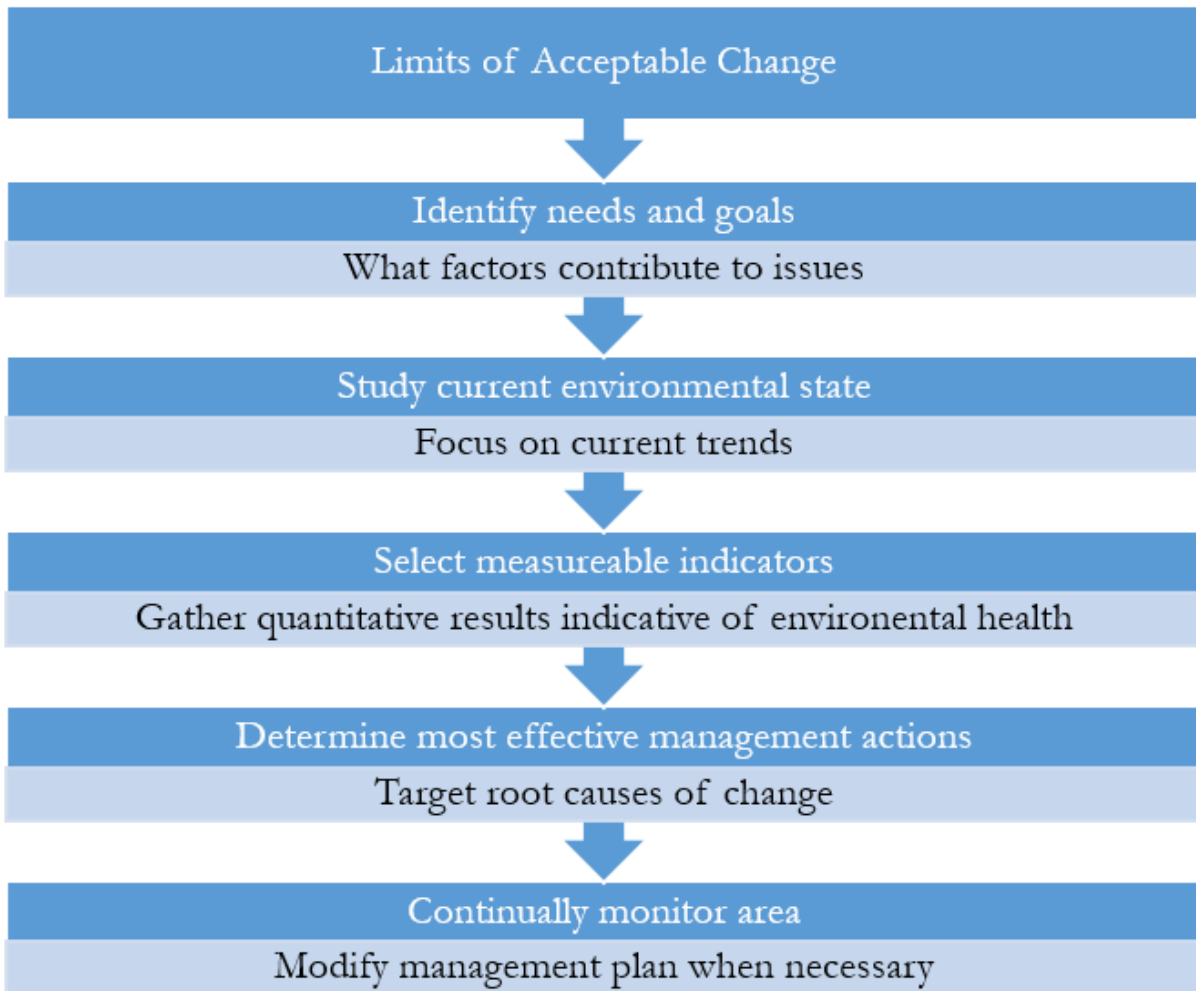 Limits of Acceptable Change
Identify needs and goals
What factors contribute to issues
Study current environmental state
Focus on current trends
Select measureable indicators
Gather quantitative results indicative of environental health
Determine most effective management actions
Target root causes of change
Continually monitor area
Modify management plan when necessary